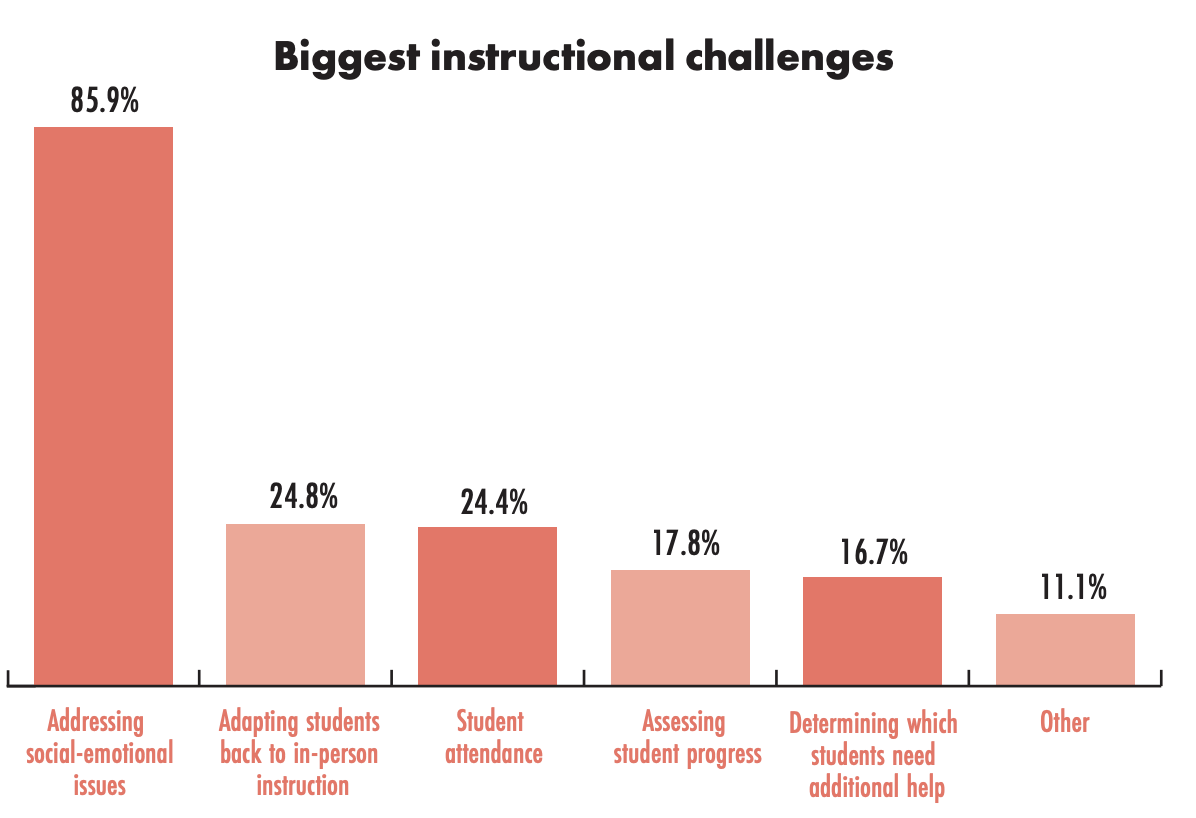 Biggest instructional challenges
85.9%
24.8%
24.4%
17.8%
16.7%
11.1%
Addressing
social-emotional
issues
Adapting students
back to in-person
instruction
Student
attendance
Assessing
student progress
Determining which
students need
additional help
Other